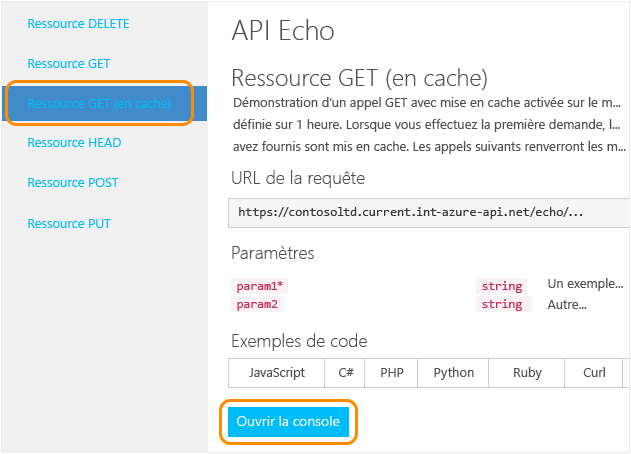 Ressource DELETE
Ressource GET
Ressource GET (en cache)
Ressource HEAD
Ressource POST
Ressource PUT
API Echo
Ressource GET (en cache)
Démonstration d'un appel GET avec mise en cache activée sur le m...
définie sur 1 heure. Lorsque vous effectuez la première demande, l...
avez fournis sont mis en cache. Les appels suivants renverront les m...
URL de la requête
https://contosoltd.current.int-azure-api.net/echo/...
Paramètres
param1* string Un exemple...
param2 string Autre...
Exemples de code
JavaScript C# PHP Python Ruby Curl
Ouvrir la console